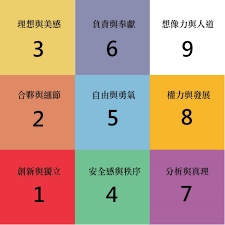 理想與美感
3
負責與奉獻
6
想像力與人道
9
合夥與細節
2
自由與勇氣
5
權力與發展
8
創新與獨立
1
安全感與秩序
4
分析與真理
7